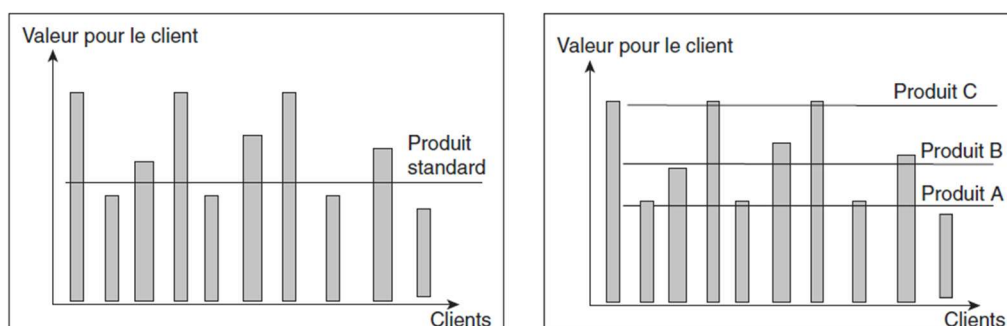 Valeur pour le client
Produit
standard
Clients
Valeur pour le client
Produit C
Produit B
Produit A
Clients